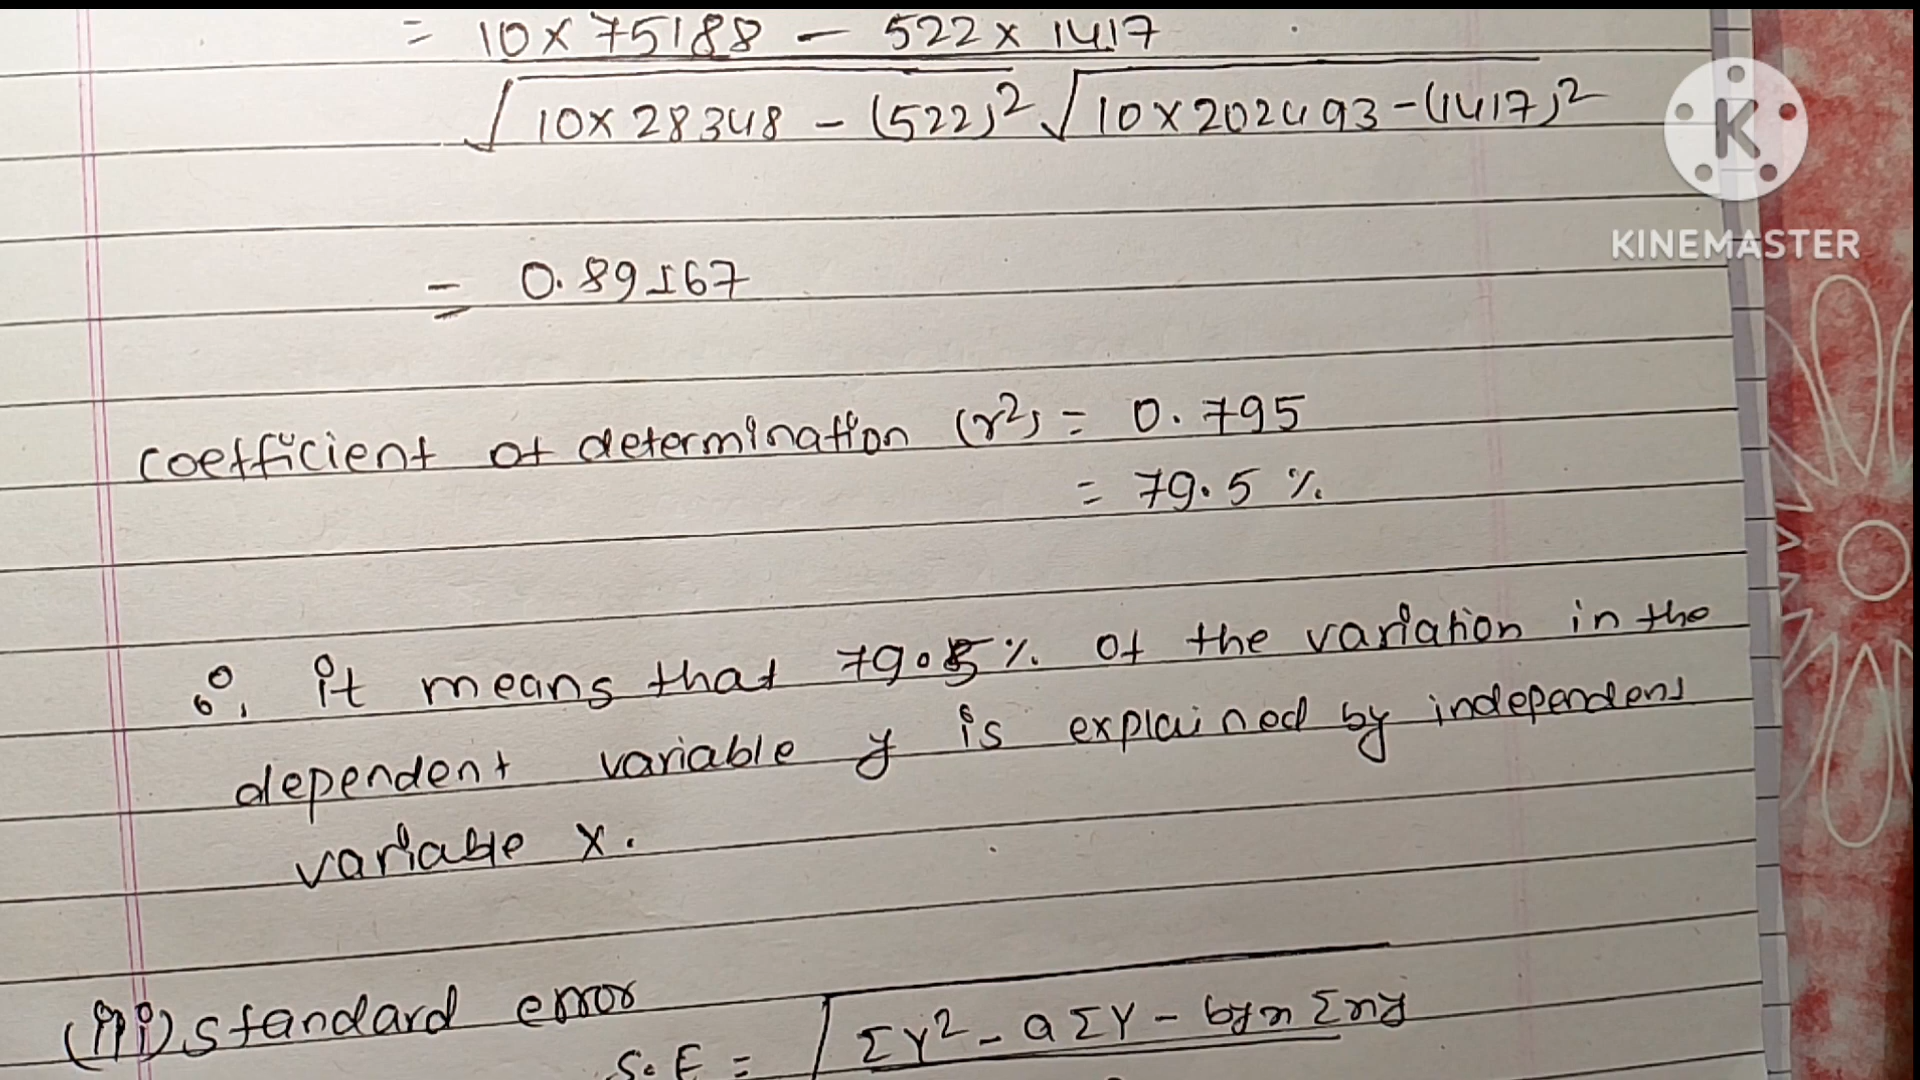 = 10 × 75188 - 522 × 1417
√10 × 28348 - (522)² √10 × 202493 - (1417)²
= 0.89167
coefficient of determination (r²) = 0.795
= 79.5 %
∴, it means that 79.5% of the variation in the
dependent variable y is explained by independent
variable x.
(iii) standard error
S.E = √ΣY² - aΣY - byx Σxy
K
KINEMASTER